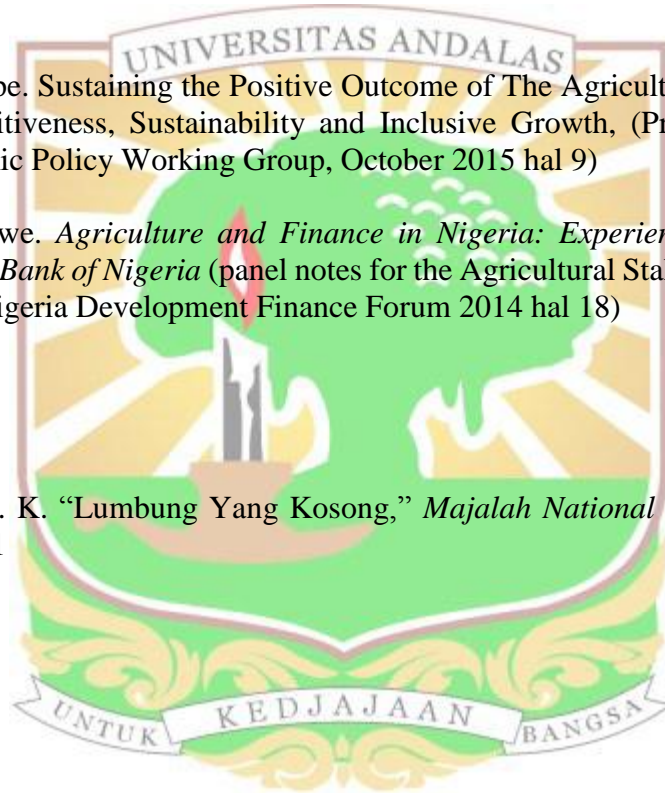 UNIVERSITAS ANDALAS
be. Sustaining the Positive Outcome of The Agricult
itiveness, Sustainability and Inclusive Growth, (Pr
ic Policy Working Group, October 2015 hal 9)
we. Agriculture and Finance in Nigeria: Experien
Bank of Nigeria (panel notes for the Agricultural Stal
igeria Development Finance Forum 2014 hal 18)
. K. “Lumbung Yang Kosong,” Majalah National
UNTUK KEDJAJAAN BANGSA